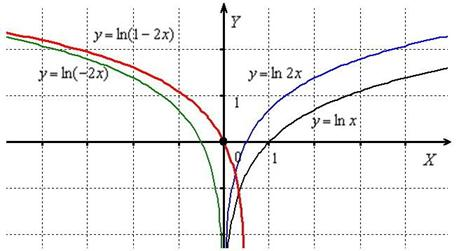 Y
y = ln(1 − 2x)
y = ln(−2x)
y = ln 2x
1
y = ln x
0
1
X